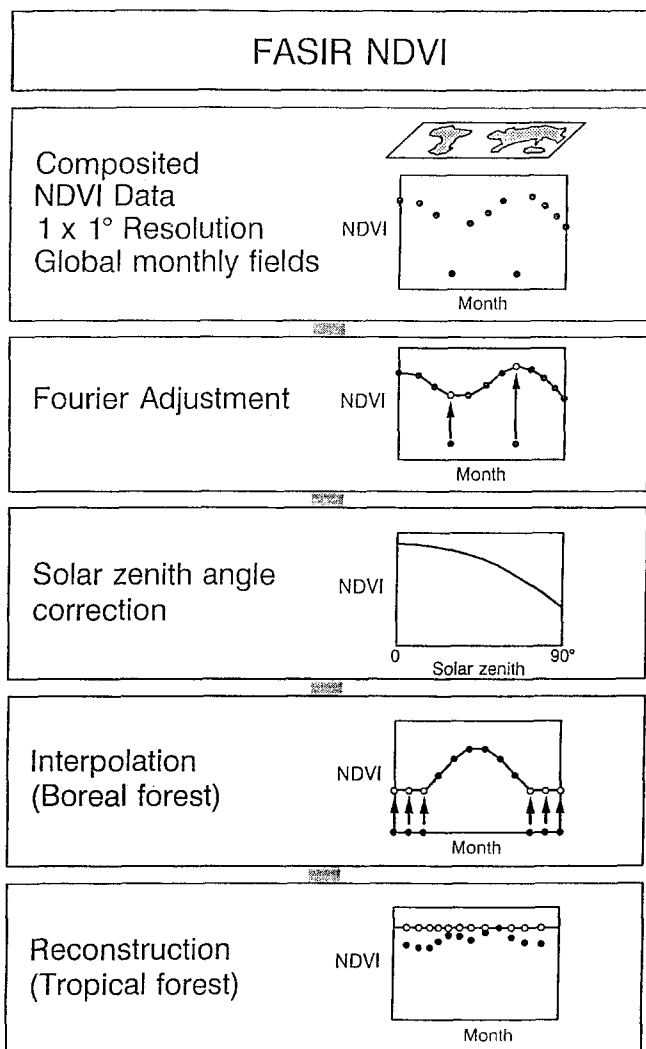 FASIR NDVI
Composited
NDVI Data
1 x 1° Resolution
Global monthly fields
NDVI
Month
Fourier Adjustment
NDVI
Month
Solar zenith angle
correction
NDVI
0
90°
Solar zenith
Interpolation
(Boreal forest)
NDVI
Month
Reconstruction
(Tropical forest)
NDVI
Month